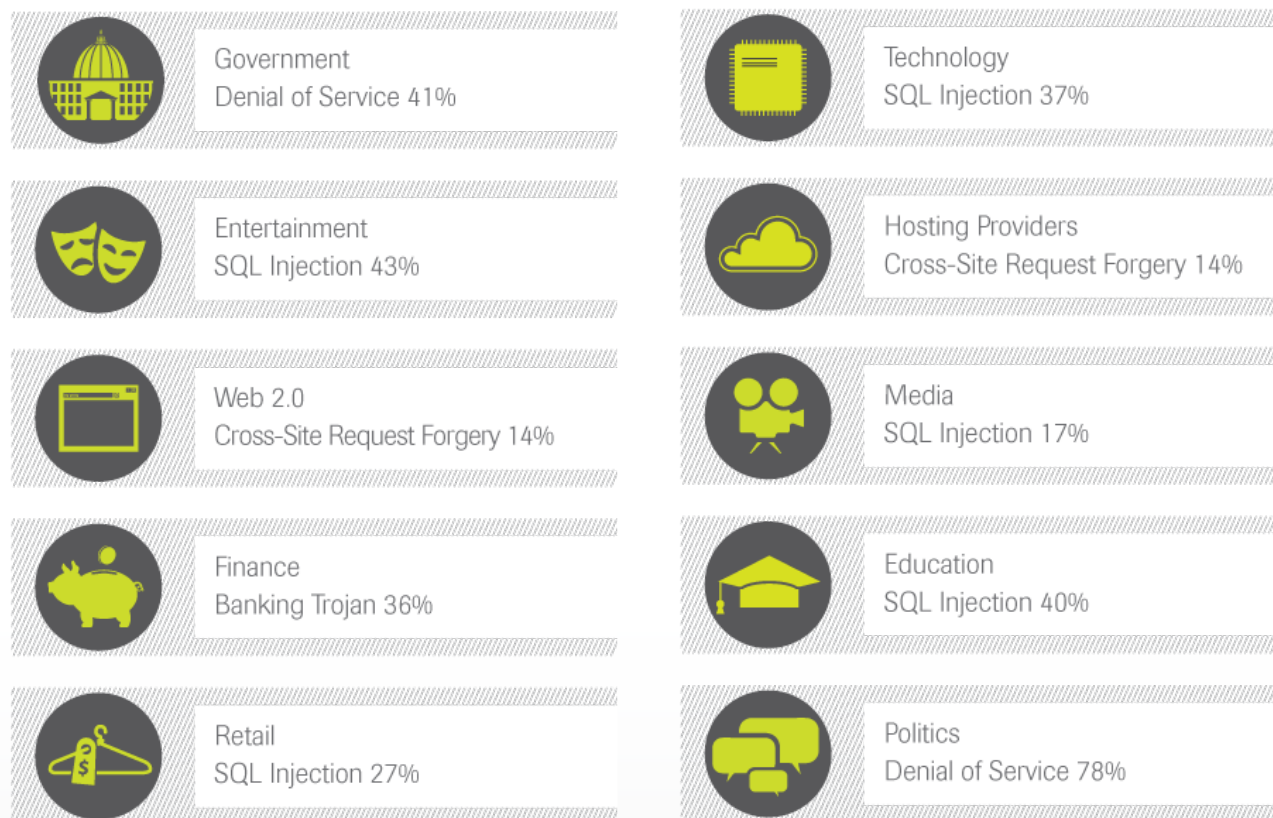 Government
Denial of Service 41%
Entertainment
SQL Injection 43%
Web 2.0
Cross-Site Request Forgery 14%
Finance
Banking Trojan 36%
Retail
$
SQL Injection 27%
Technology
SQL Injection 37%
Hosting Providers
Cross-Site Request Forgery 14%
Media
SQL Injection 17%
Education
SQL Injection 40%
Politics
Denial of Service 78%